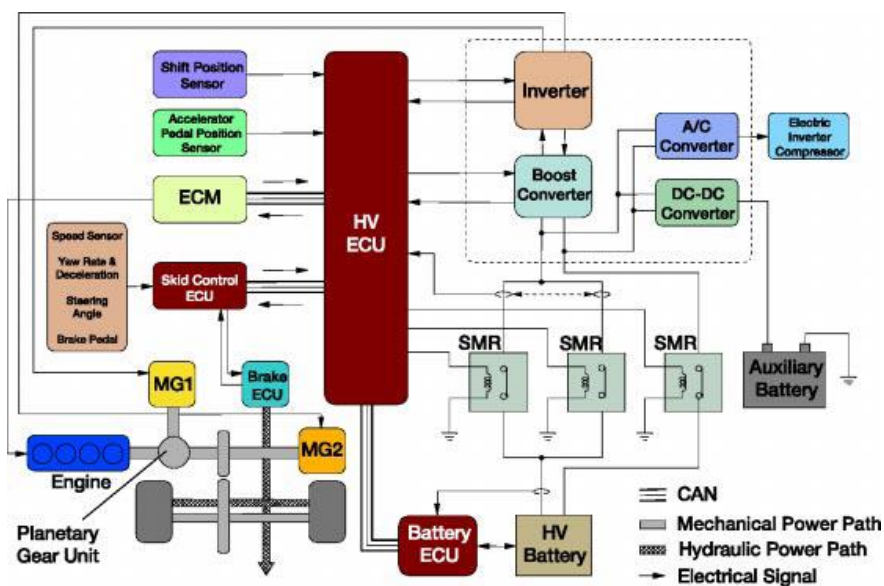 Shift Position
Sensor
Accelerator
Pedal Position
Sensor
ECM
Speed Sensor
Yaw Rate &
Deceleration
Steering
Angle
Brake Pedal
Skid Control
ECU
HV
ECU
Inverter
Boost
Converter
A/C
Converter
Electric
Inverter
Compressor
DC-DC
Converter
SMR
SMR
SMR
Auxiliary
Battery
MG1
Brake
ECU
MG2
Engine
Planetary
Gear Unit
Battery
ECU
HV
Battery
CAN
Mechanical Power Path
Hydraulic Power Path
Electrical Signal